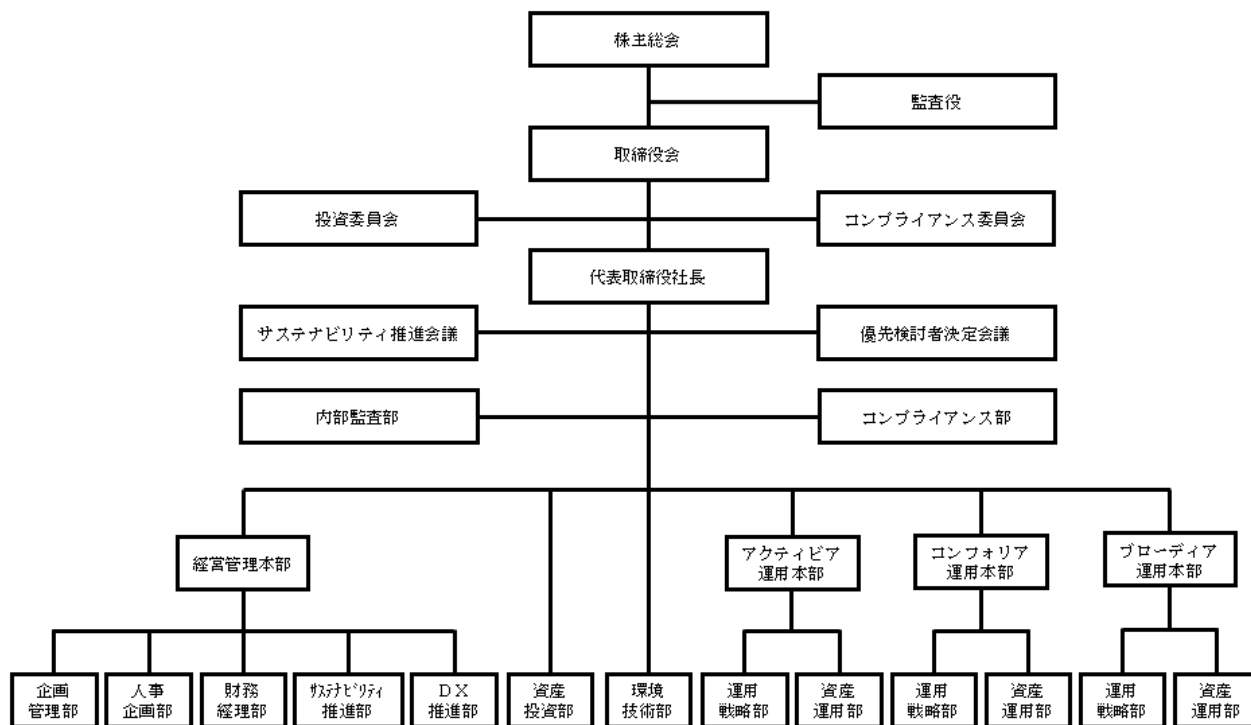 株主総会
監査役
取締役会
投資委員会
コンプライアンス委員会
代表取締役社長
サステナビリティ推進会議
優先検討者決定会議
内部監査部
コンプライアンス部
経営管理本部
アクティビア
運用本部
コンフォリア
運用本部
ブローディア
運用本部
企画
管理部
人事
企画部
財務
経理部
ｻｽﾃﾅﾋﾞﾘﾃｨ
推進部
ＤＸ
推進部
資産
投資部
環境
技術部
運用
戦略部
資産
運用部
運用
戦略部
資産
運用部
運用
戦略部
資産
運用部